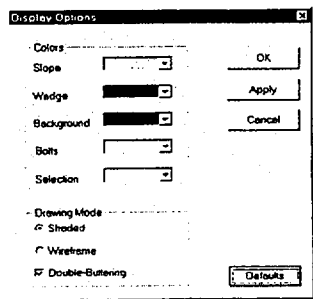 Display Options
Colors
Slope
OK
Wedge
Apply
Background
Cancel
Bolts
Selection
Drawing Mode
Shaded
Wireframe
Double-Buffering
Defaults